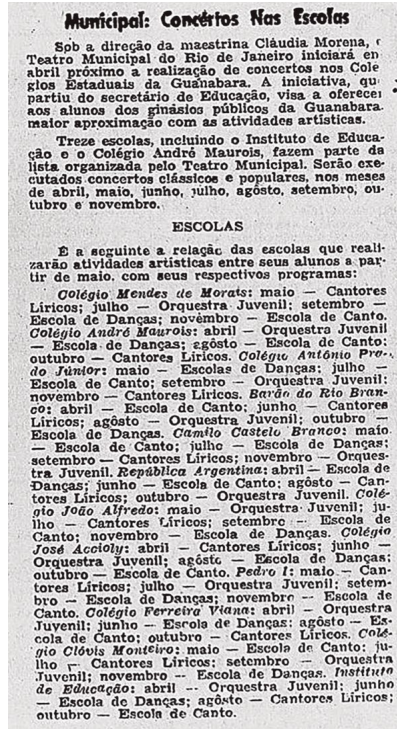 Municipal: Concêrtos Nas Escolas
Sob a direção da maestrina Cláudia Morena, o
Teatro Municipal do Rio de Janeiro iniciará em
abril próximo a realização de concertos nos Colé
gios Estaduais da Guanabara. A iniciativa, qu
partiu do secretário de Educação, visa a oferecer
aos alunos dos ginásios públicos da Guanabara
maior aproximação com as atividades artísticas.
Treze escolas, incluindo o Instituto de Educa-
ção e o Colégio André Maurois, fazem parte da
lista organizada pelo Teatro Municipal. Serão exe-
cutados concertos clássicos e populares, nos meses
de abril, maio, junho, julho, agôsto, setembro, ou-
tubro e novembro.
ESCOLAS
É a seguinte a relação das escolas que reali-
zarão atividades artísticas entre seus alunos a par-
tir de maio, com seus respectivos programas:
Colégio Mendes de Morais: maio — Cantores
Líricos; julho — Orquestra Juvenil; setembro —
Escola de Danças; novembro — Escola de Canto.
Colégio André Maurois: abril — Orquestra Juvenil
— Escola de Danças; agôsto — Escola de Canto;
outubro — Cantores Líricos. Colégio Antônio Pra-
do Júnior: maio — Escolas de Danças; julho —
Escola de Canto; setembro — Orquestra Juvenil;
novembro — Cantores Líricos. Barão do Rio Bran-
co: abril — Escola de Canto; junho — Cantores
Líricos; agôsto — Orquestra Juvenil; outubro —
Escola de Danças. Camilo Castelo Branco: maio
— Escola de Canto; julho — Escola de Danças;
setembro — Cantores Líricos; novembro — Orques-
tra Juvenil. República Argentina: abril — Escola de
Danças; junho — Escola de Canto; agôsto — Can-
tores Líricos; outubro — Orquestra Juvenil. Colé-
gio João Alfredo: maio — Orquestra Juvenil; ju-
lho — Cantores Líricos; setembro — Escola de
Canto; novembro — Escola de Danças. Colégio
José Accioly: abril — Cantores Líricos; junho —
Orquestra Juvenil; agôsto — Escola de Danças;
outubro — Escola de Canto. Pedro I: maio — Can-
tores Líricos; julho — Orquestra Juvenil; setem-
bro — Escola de Danças; novembro — Escola de
Canto. Colégio Ferreira Viana: abril — Orquestra
Juvenil; junho — Escola de Danças; agôsto — Es-
cola de Canto; outubro — Cantores Líricos. Colé-
gio Clóvis Monteiro: maio — Escola de Canto; ju-
lho — Cantores Líricos; setembro — Orquestra
Juvenil; novembro — Escola de Danças. Instituto
de Educação: abril — Orquestra Juvenil; junho
— Escola de Danças; agôsto — Cantores Líricos;
outubro — Escola de Canto.